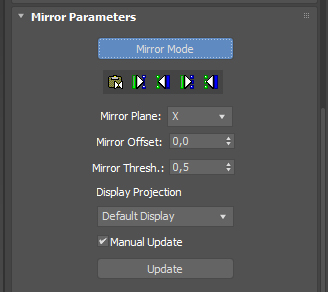 Mirror Parameters
Mirror Mode
Mirror Plane: X
Mirror Offset: 0,0
Mirror Thresh.: 0,5
Display Projection
Default Display
Manual Update
Update